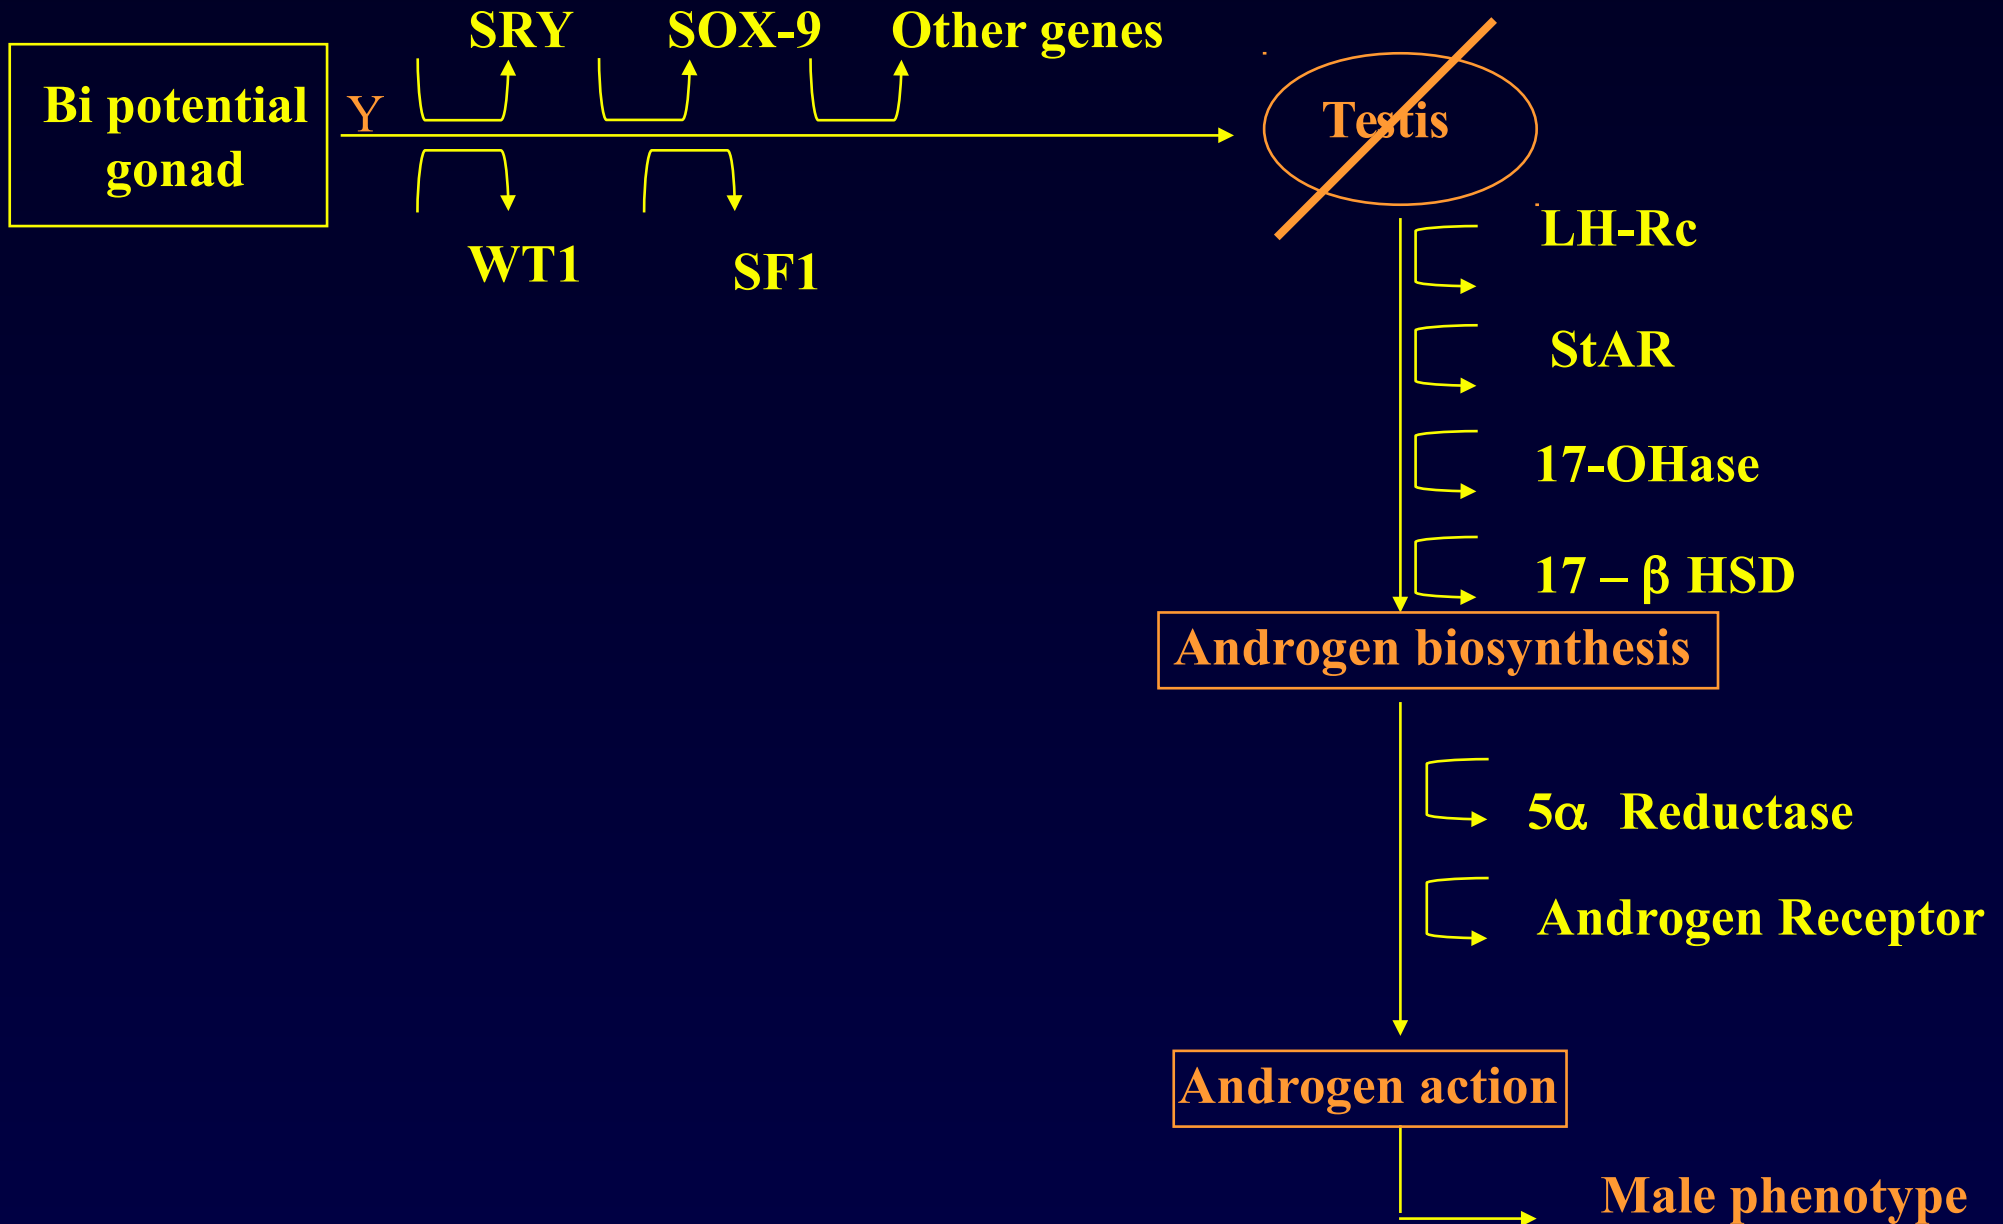 SRY
SOX-9
Other genes
Bi potential
gonad
Y
Testis
WT1
SF1
LH-Rc
StAR
17-OHase
17 – β HSD
Androgen biosynthesis
5α Reductase
Androgen Receptor
Androgen action
Male phenotype